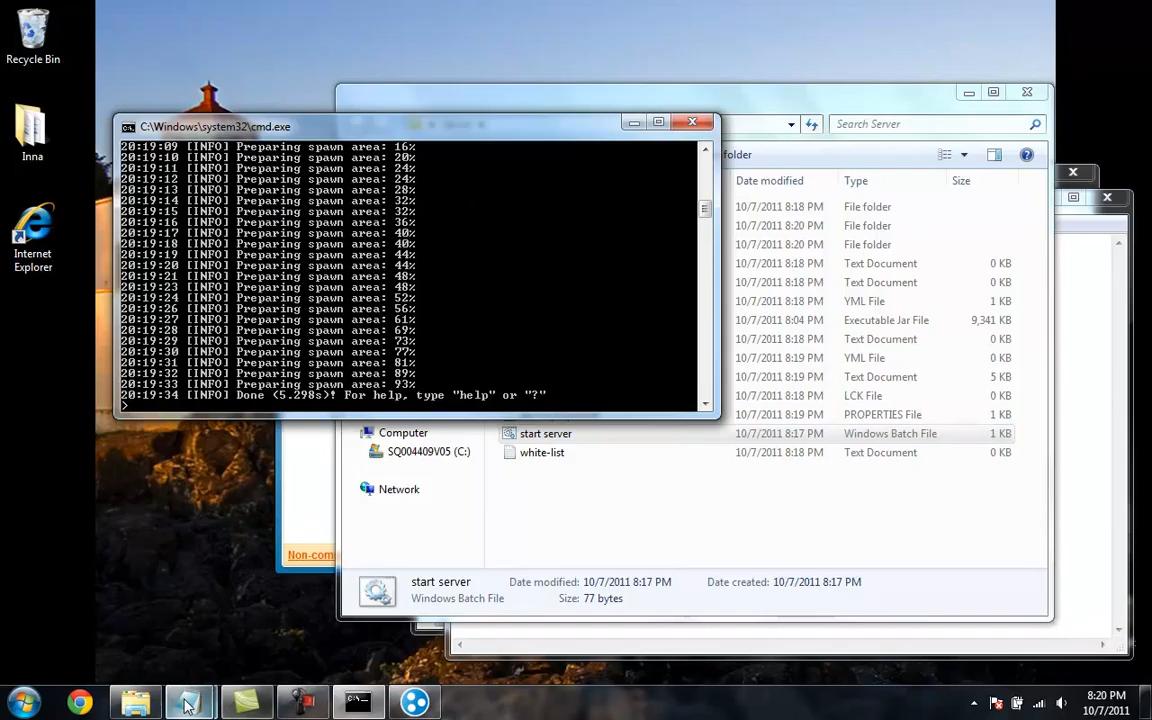 Recycle Bin
Inna
Internet
Explorer
C:\Windows\system32\cmd.exe
20:19:09 [INFO] Preparing spawn area: 16%
20:19:10 [INFO] Preparing spawn area: 20%
20:19:11 [INFO] Preparing spawn area: 24%
20:19:12 [INFO] Preparing spawn area: 24%
20:19:13 [INFO] Preparing spawn area: 28%
20:19:14 [INFO] Preparing spawn area: 32%
20:19:15 [INFO] Preparing spawn area: 32%
20:19:16 [INFO] Preparing spawn area: 36%
20:19:17 [INFO] Preparing spawn area: 40%
20:19:18 [INFO] Preparing spawn area: 40%
20:19:19 [INFO] Preparing spawn area: 44%
20:19:20 [INFO] Preparing spawn area: 44%
20:19:21 [INFO] Preparing spawn area: 48%
20:19:23 [INFO] Preparing spawn area: 48%
20:19:24 [INFO] Preparing spawn area: 52%
20:19:26 [INFO] Preparing spawn area: 56%
20:19:27 [INFO] Preparing spawn area: 61%
20:19:28 [INFO] Preparing spawn area: 69%
20:19:29 [INFO] Preparing spawn area: 73%
20:19:30 [INFO] Preparing spawn area: 77%
20:19:31 [INFO] Preparing spawn area: 81%
20:19:32 [INFO] Preparing spawn area: 89%
20:19:33 [INFO] Preparing spawn area: 93%
20:19:34 [INFO] Done (5.298s)! For help, type "help" or "?"
>
Search Server
folder
Date modified Type Size
10/7/2011 8:18 PM File folder
10/7/2011 8:20 PM File folder
10/7/2011 8:18 PM File folder
10/7/2011 8:18 PM Text Document 0 KB
10/7/2011 8:18 PM Text Document 0 KB
10/7/2011 8:18 PM YML File 1 KB
10/7/2011 8:04 PM Executable Jar File 9,341 KB
10/7/2011 8:18 PM Text Document 0 KB
10/7/2011 8:19 PM YML File 1 KB
10/7/2011 8:19 PM Text Document 5 KB
10/7/2011 8:18 PM LCK File 0 KB
10/7/2011 8:19 PM PROPERTIES File 1 KB
start server 10/7/2011 8:17 PM Windows Batch File 1 KB
white-list 10/7/2011 8:18 PM Text Document 0 KB
Computer
SQ004409V05 (C:)
Network
Non-com
start server Date modified: 10/7/2011 8:17 PM Date created: 10/7/2011 8:17 PM
Windows Batch File Size: 77 bytes
8:20 PM
10/7/2011